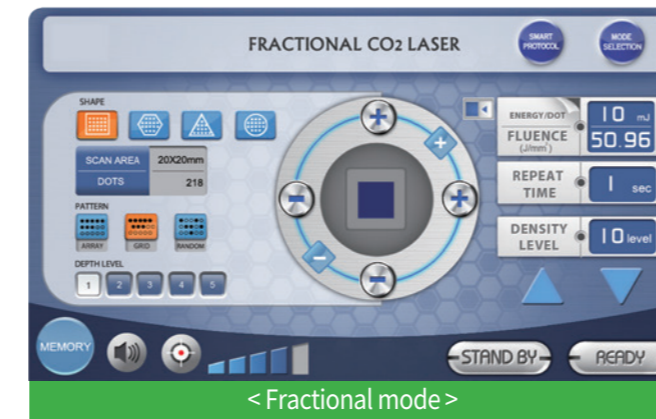 FRACTIONAL CO2 LASER
SMART
PROTOCOL
MODE
SELECTION
SHAPE
SCAN AREA 20X20mm
DOTS 218
PATTERN
ARRAY GRID RANDOM
DEPTH LEVEL
1 2 3 4 5
ENERGY/DOT 10 mJ
FLUENCE 50.96
(J/mm²)
REPEAT
TIME
1 sec
DENSITY
LEVEL
10 level
MEMORY
STAND BY
READY
< Fractional mode >